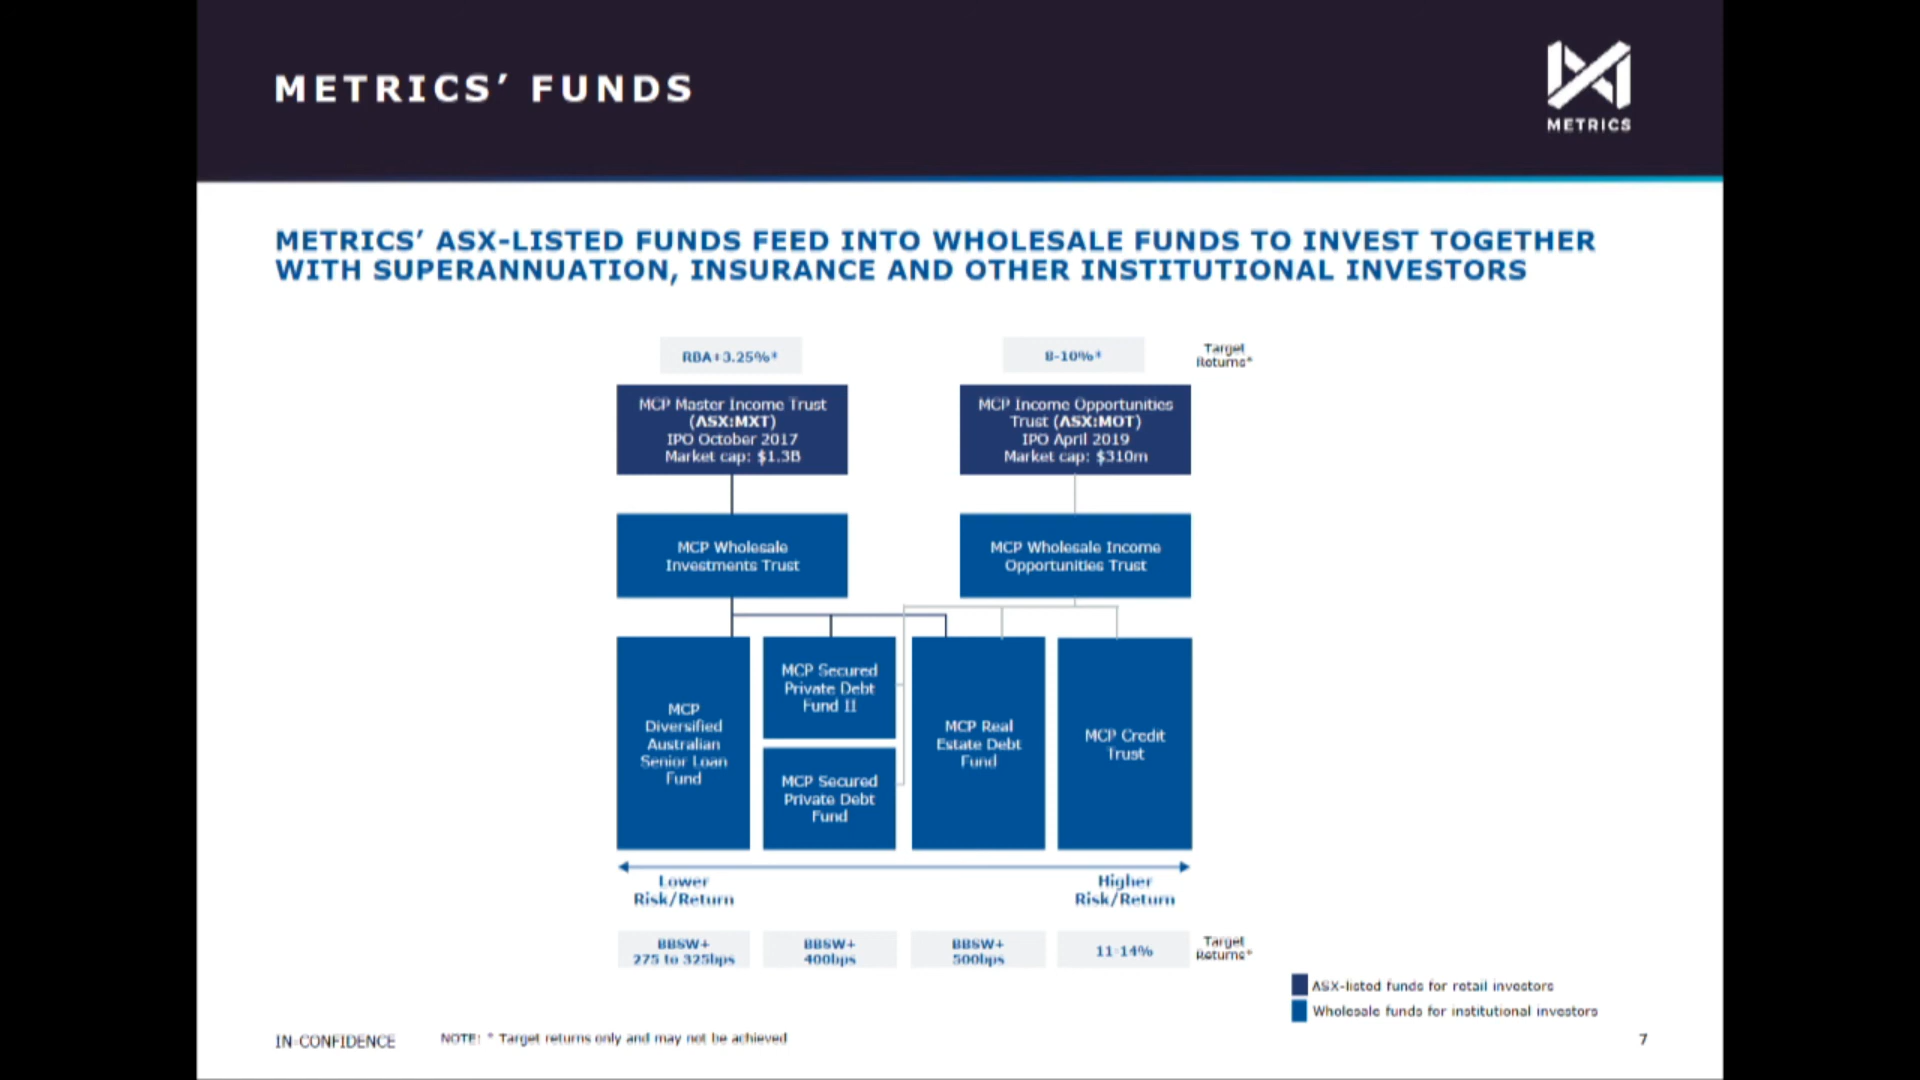 METRICS’ FUNDS
METRICS
METRICS’ ASX-LISTED FUNDS FEED INTO WHOLESALE FUNDS TO INVEST TOGETHER
WITH SUPERANNUATION, INSURANCE AND OTHER INSTITUTIONAL INVESTORS
RBA+3.25%*
8-10%*
Target
Returns*
MCP Master Income Trust
(ASX:MXT)
IPO October 2017
Market cap: $1.3B
MCP Income Opportunities
Trust (ASX:MOT)
IPO April 2019
Market cap: $310m
MCP Wholesale
Investments Trust
MCP Wholesale Income
Opportunities Trust
MCP
Diversified
Australian
Senior Loan
Fund
MCP Secured
Private Debt
Fund II
MCP Secured
Private Debt
Fund
MCP Real
Estate Debt
Fund
MCP Credit
Trust
Lower
Risk/Return
Higher
Risk/Return
BBSW+
275 to 325bps
BBSW+
400bps
BBSW+
500bps
11-14%
Target
Returns*
ASX-listed funds for retail investors
Wholesale funds for institutional investors
IN-CONFIDENCE
NOTE: * Target returns only and may not be achieved
7